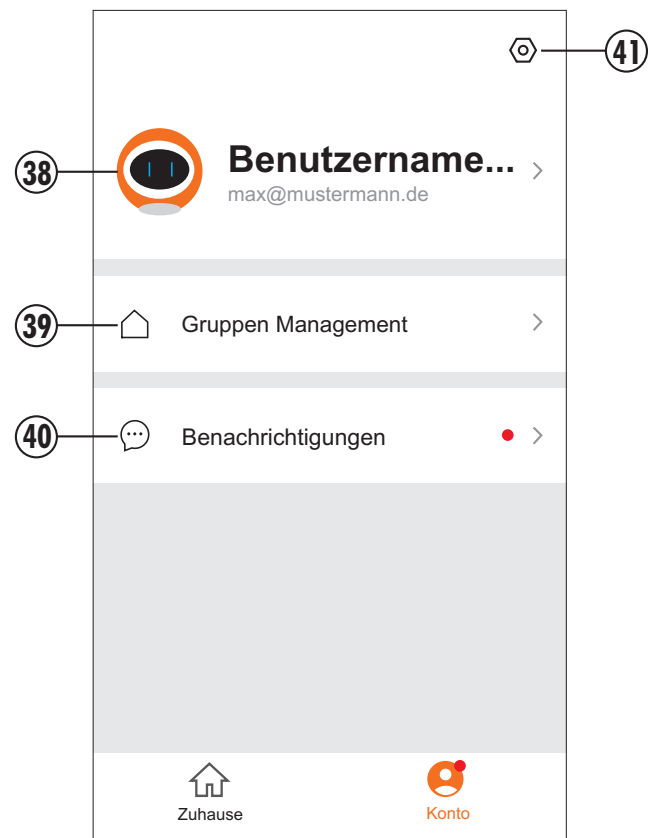 41
38
Benutzername...
max@mustermann.de
39
Gruppen Management
40
Benachrichtigungen
Zuhause
Konto